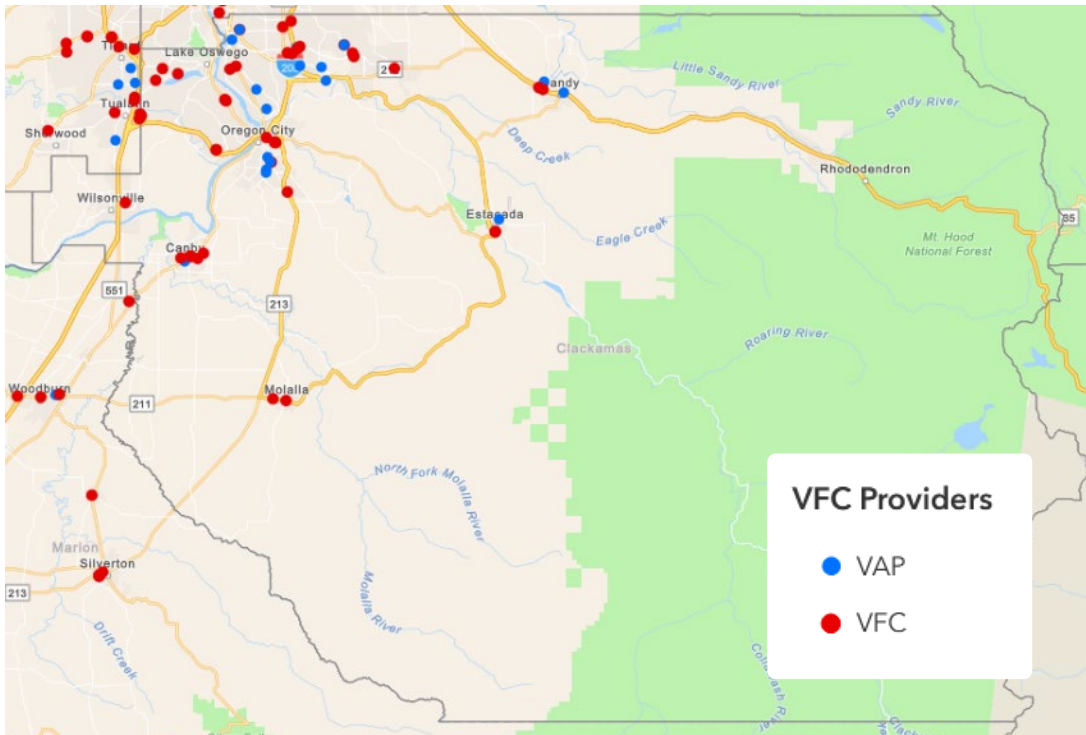 Lake Oswego
Little Sandy River
Sandy River
Sherwood
Oregon City
Deep Creek
Rhododendron
Wilsonville
Estacada
Eagle Creek
35
Mt. Hood
National Forest
Canby
551
213
Roaring River
Clackamas
Woodburn
211
Molalla
North Fork Molalla
River
VFC Providers
Marion
Silverton
VAP
213
Molalla River
VFC
Drift Creek